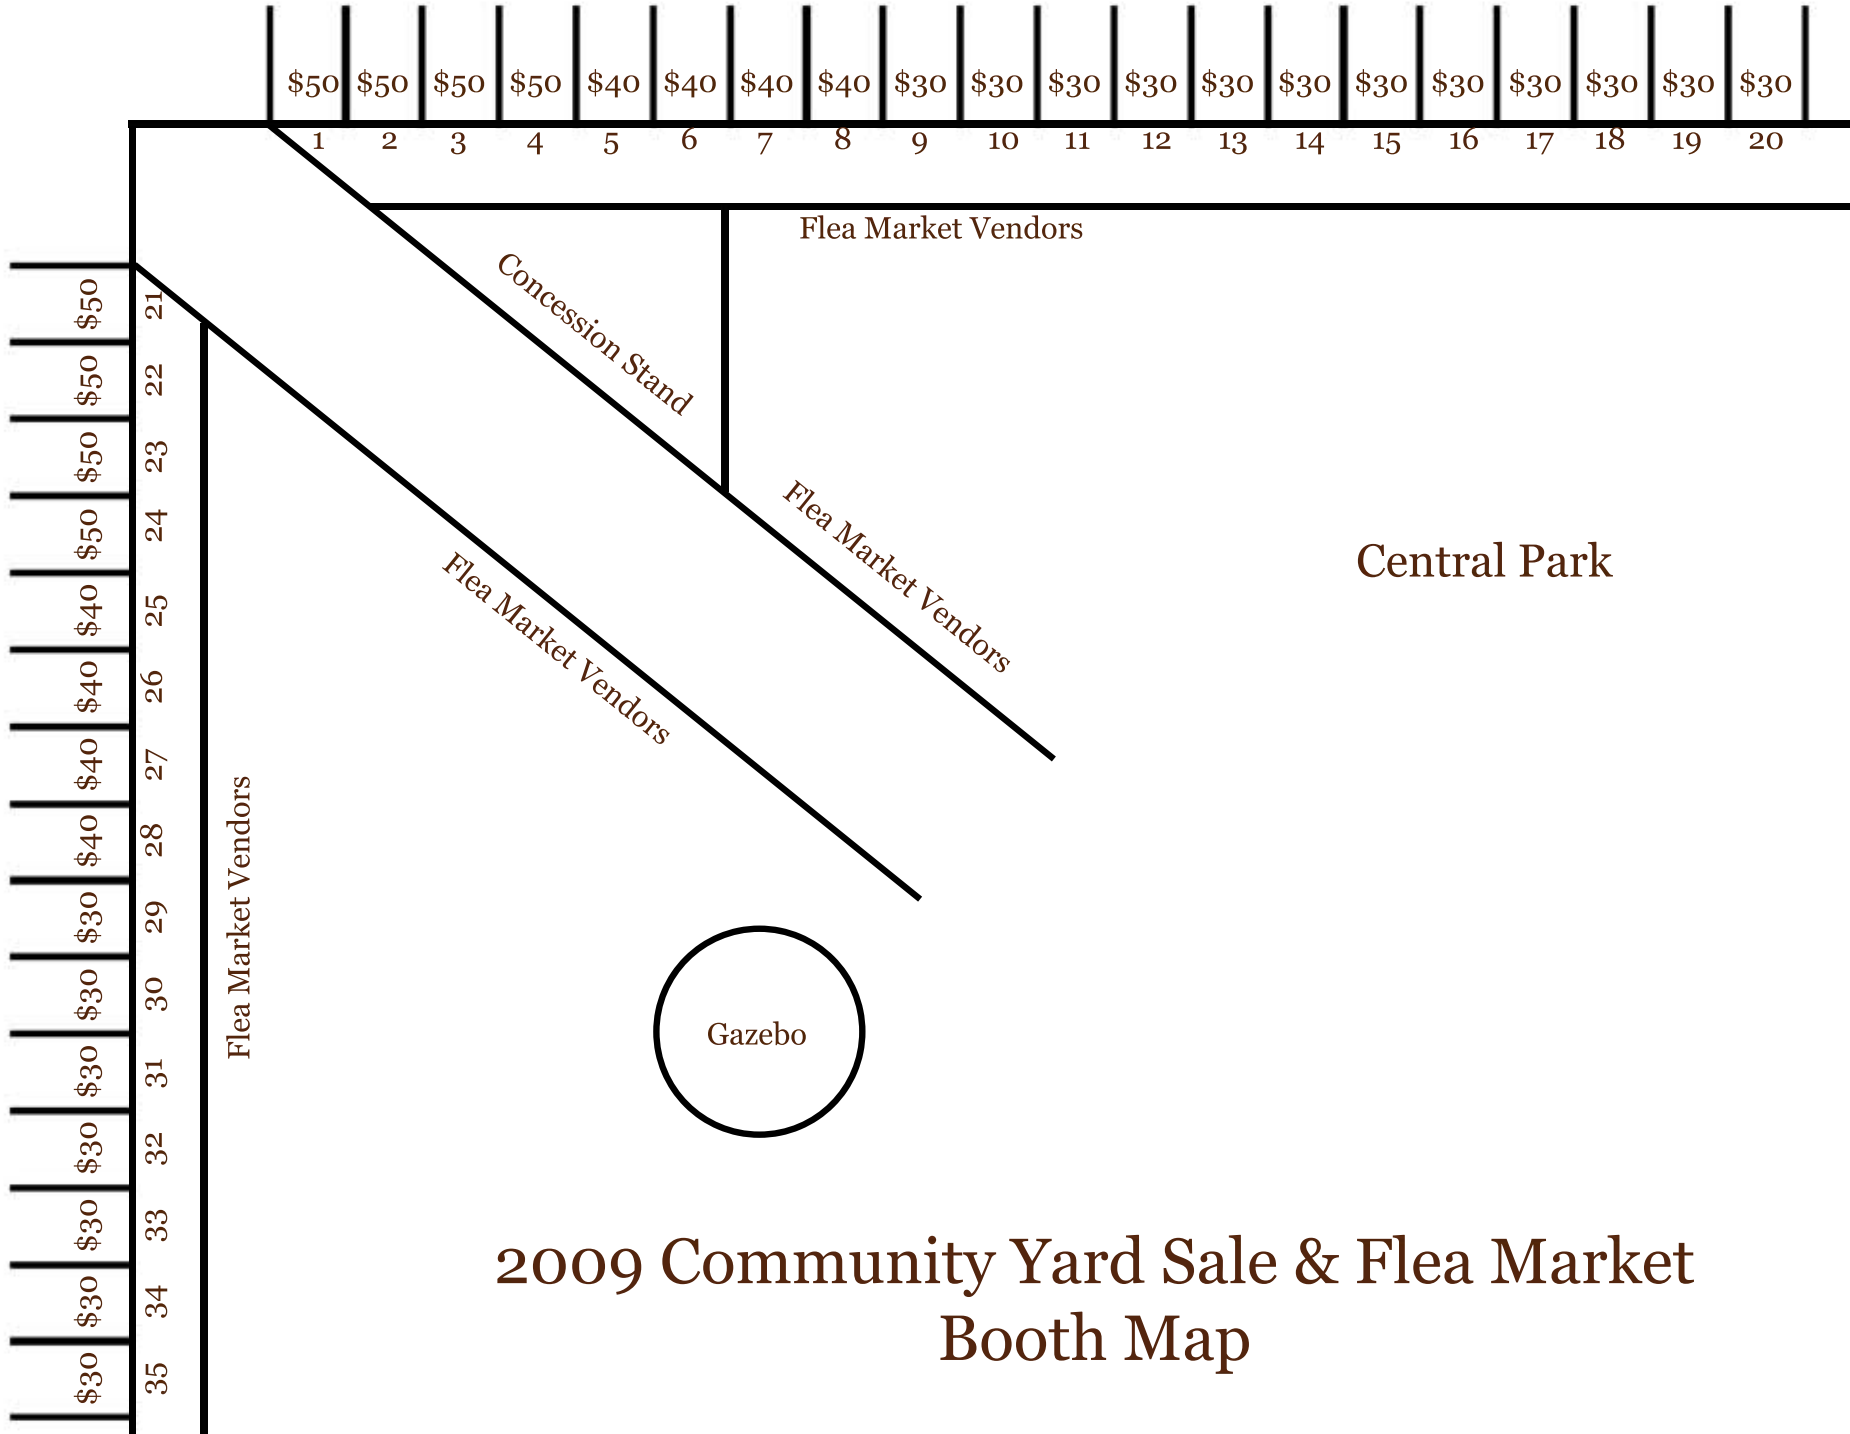 $50 $50 $50 $50 $40 $40 $40 $40 $30 $30 $30 $30 $30 $30 $30 $30 $30 $30 $30 $30
1 2 3 4 5 6 7 8 9 10 11 12 13 14 15 16 17 18 19 20
Flea Market Vendors
Concession Stand
Flea Market Vendors
Flea Market Vendors
Central Park
$50 21
$50 22
$50 23
$50 24
$40 25
$40 26
$40 27
$40 28
$30 29
$30 30
$30 31
$30 32
$30 33
$30 34
$30 35
Flea Market Vendors
Gazebo
2009 Community Yard Sale & Flea Market
Booth Map